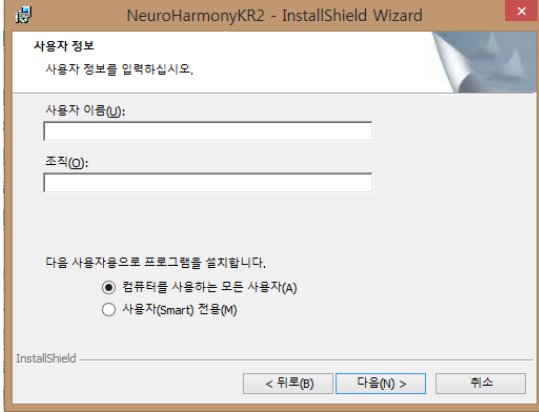 NeuroHarmonyKR2 - InstallShield Wizard
사용자 정보
사용자 정보를 입력하십시오.
사용자 이름(U):
조직(O):
다음 사용자용으로 프로그램을 설치합니다.
컴퓨터를 사용하는 모든 사용자(A)
사용자(Smart) 전용(M)
InstallShield
< 뒤로(B) 다음(N) > 취소